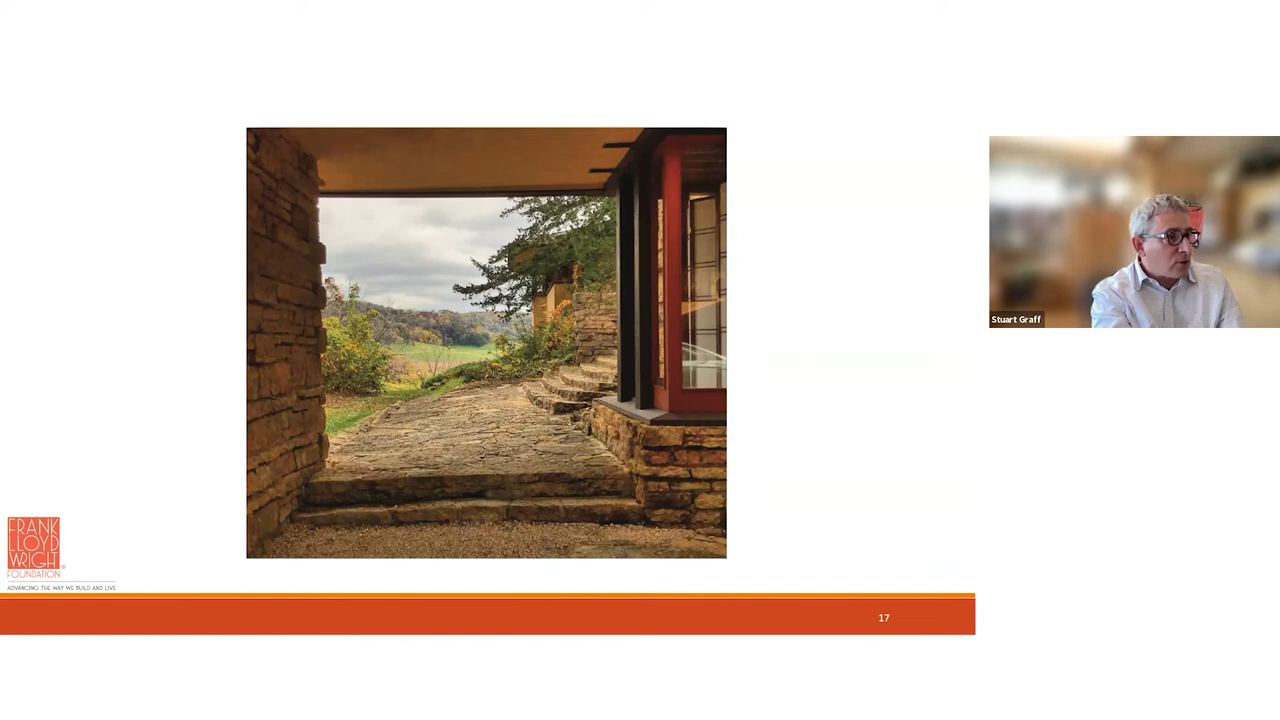 Stuart Graff
FRANK
LLOYD
WRIGHT
®
FOUNDATION
ADVANCING THE WAY WE BUILD AND LIVE
17